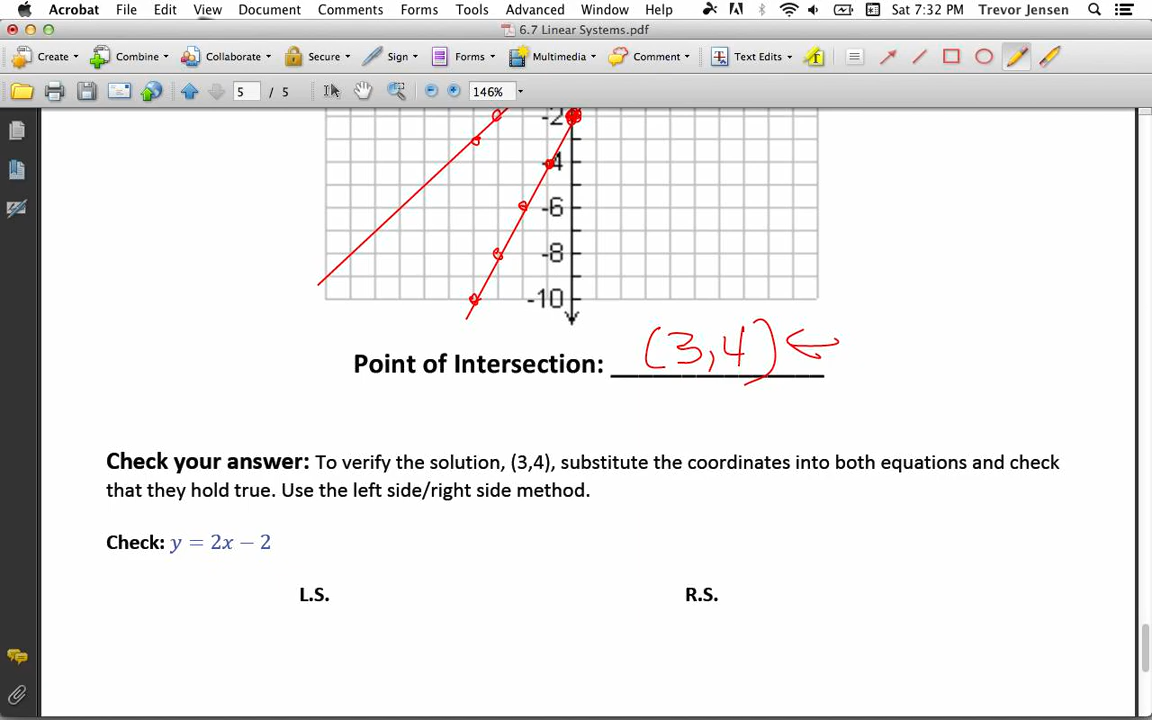 Acrobat File Edit View Document Comments Forms Tools Advanced Window Help Sat 7:32 PM Trevor Jensen
6.7 Linear Systems.pdf
Create Combine Collaborate Secure Sign Forms Multimedia Comment Text Edits
5 / 5 146%
-2
-4
-6
-8
-10
Point of Intersection: (3,4)
Check your answer: To verify the solution, (3,4), substitute the coordinates into both equations and check
that they hold true. Use the left side/right side method.
Check: y = 2x − 2
L.S. R.S.